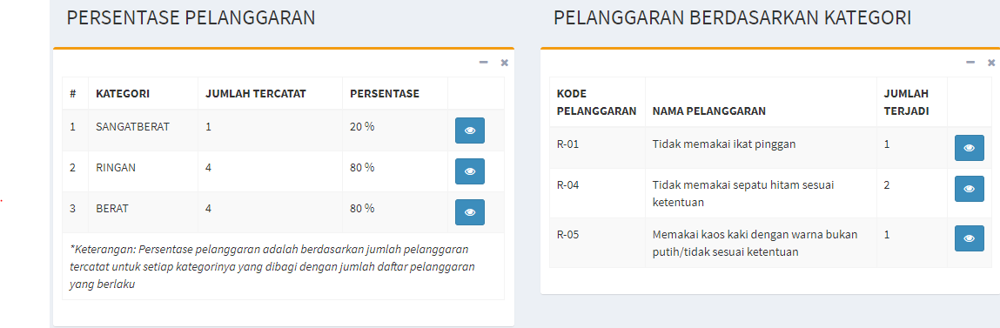 PERSENTASE PELANGGARAN
# KATEGORI JUMLAH TERCATAT PERSENTASE
1 SANGATBERAT 1 20 %
2 RINGAN 4 80 %
3 BERAT 4 80 %
*Keterangan: Persentase pelanggaran adalah berdasarkan jumlah pelanggaran
tercatat untuk setiap kategorinya yang dibagi dengan jumlah daftar pelanggaran
yang berlaku
PELANGGARAN BERDASARKAN KATEGORI
KODE
PELANGGARAN NAMA PELANGGARAN JUMLAH
TERJADI
R-01 Tidak memakai ikat pinggan 1
R-04 Tidak memakai sepatu hitam sesuai
ketentuan 2
R-05 Memakai kaos kaki dengan warna bukan
putih/tidak sesuai ketentuan 1